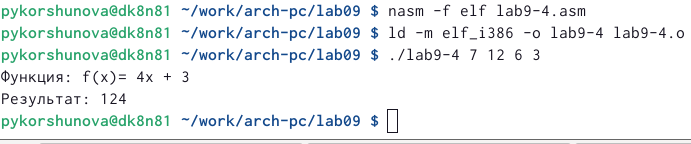 pykorshunova@dk8n81 ~/work/arch-pc/lab09 $ nasm -f elf lab9-4.asm
pykorshunova@dk8n81 ~/work/arch-pc/lab09 $ ld -m elf_i386 -o lab9-4 lab9-4.o
pykorshunova@dk8n81 ~/work/arch-pc/lab09 $ ./lab9-4 7 12 6 3
Функция: f(x)= 4x + 3
Результат: 124
pykorshunova@dk8n81 ~/work/arch-pc/lab09 $